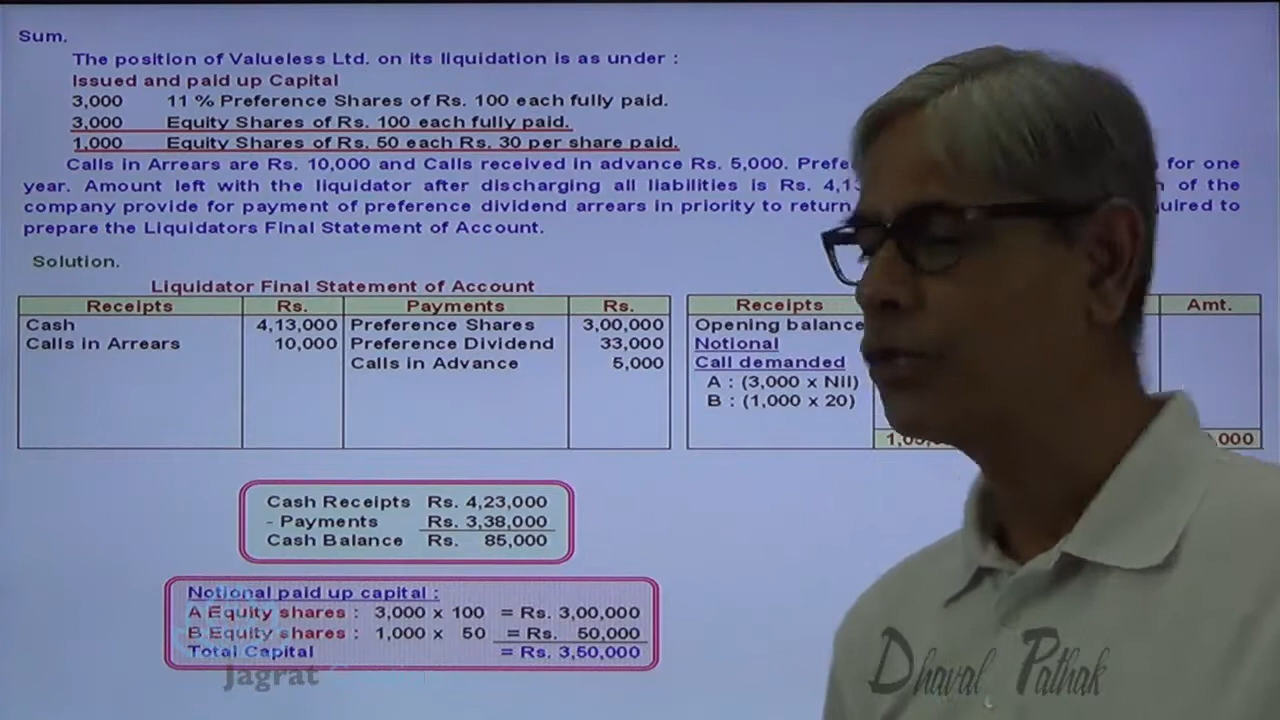 Sum.
The position of Valueless Ltd. on its liquidation is as under :
Issued and paid up Capital
3,000 11 % Preference Shares of Rs. 100 each fully paid.
3,000 Equity Shares of Rs. 100 each fully paid.
1,000 Equity Shares of Rs. 50 each Rs. 30 per share paid.
Calls in Arrears are Rs. 10,000 and Calls received in advance Rs. 5,000. for one
year. Amount left with the liquidator after discharging all liabilities is Rs. of the
company provide for payment of preference dividend arrears in priority to return
prepare the Liquidators Final Statement of Account.
Solution.
Liquidator Final Statement of Account
Receipts Rs. Payments Rs.
Cash 4,13,000 Preference Shares 3,00,000
Calls in Arrears 10,000 Preference Dividend 33,000
Calls in Advance 5,000
Receipts Amt.
Opening balance
Notional
Call demanded
A : (3,000 x Nil)
B : (1,000 x 20)
Cash Receipts Rs. 4,23,000
- Payments Rs. 3,38,000
Cash Balance Rs. 85,000
Notional paid up capital :
A Equity shares : 3,000 x 100 = Rs. 3,00,000
B Equity shares : 1,000 x 50 = Rs. 50,000
Total Capital = Rs. 3,50,000
Jagrat
Dhaval Pathak